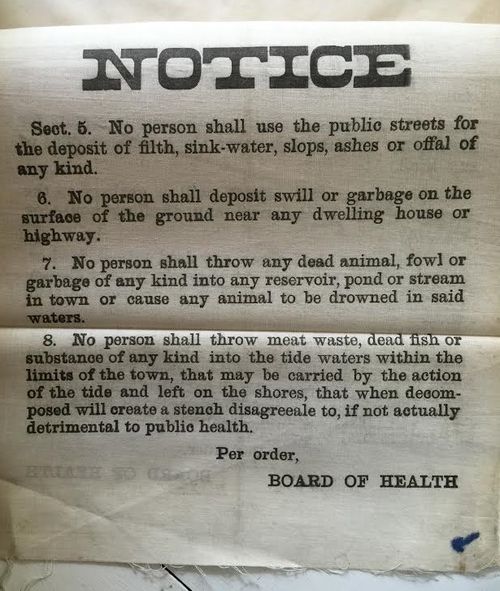 NOTICE
Sect. 5. No person shall use the public streets for
the deposit of filth, sink-water, slops, ashes or offal of
any kind.
6. No person shall deposit swill or garbage on the
surface of the ground near any dwelling house or
highway.
7. No person shall throw any dead animal, fowl or
garbage of any kind into any reservoir, pond or stream
in town or cause any animal to be drowned in said
waters.
8. No person shall throw meat waste, dead fish or
substance of any kind into the tide waters within the
limits of the town, that may be carried by the action
of the tide and left on the shores, that when decom-
posed will create a stench disagreeale to, if not actually
detrimental to public health.
Per order,
BOARD OF HEALTH
BOARD OF HEALTH